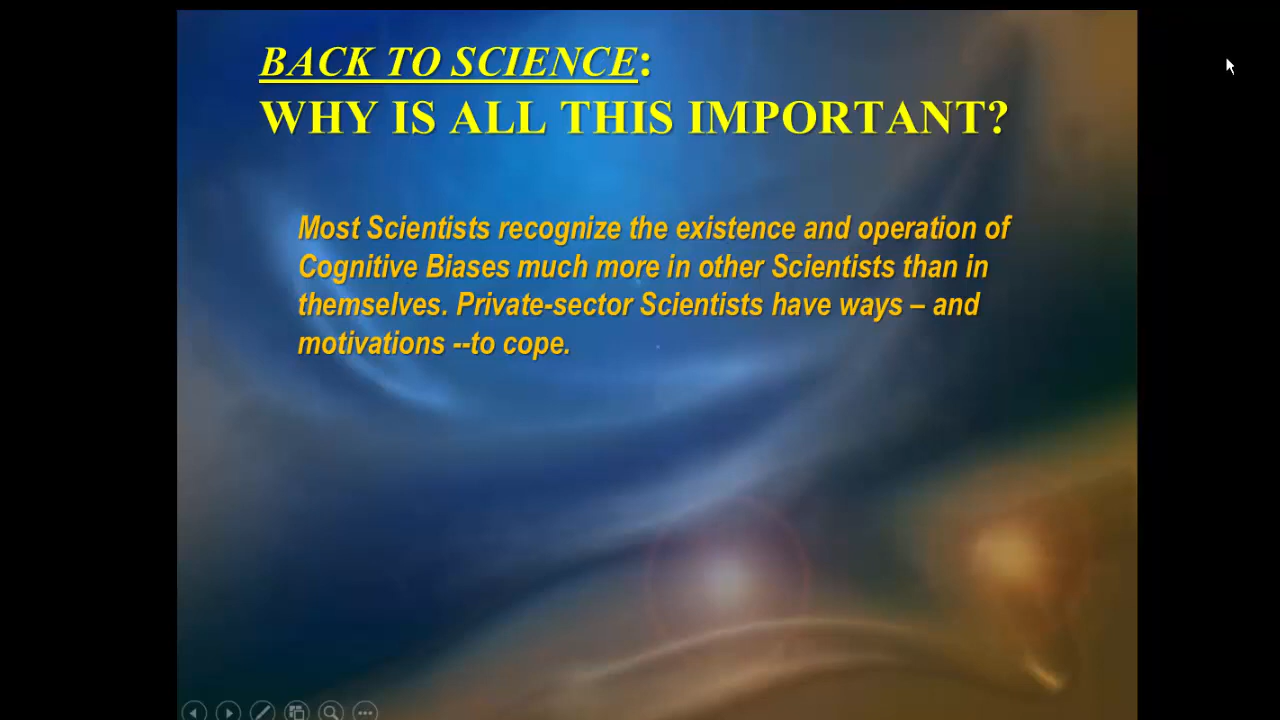 BACK TO SCIENCE:
WHY IS ALL THIS IMPORTANT?
Most Scientists recognize the existence and operation of
Cognitive Biases much more in other Scientists than in
themselves. Private-sector Scientists have ways – and
motivations --to cope.